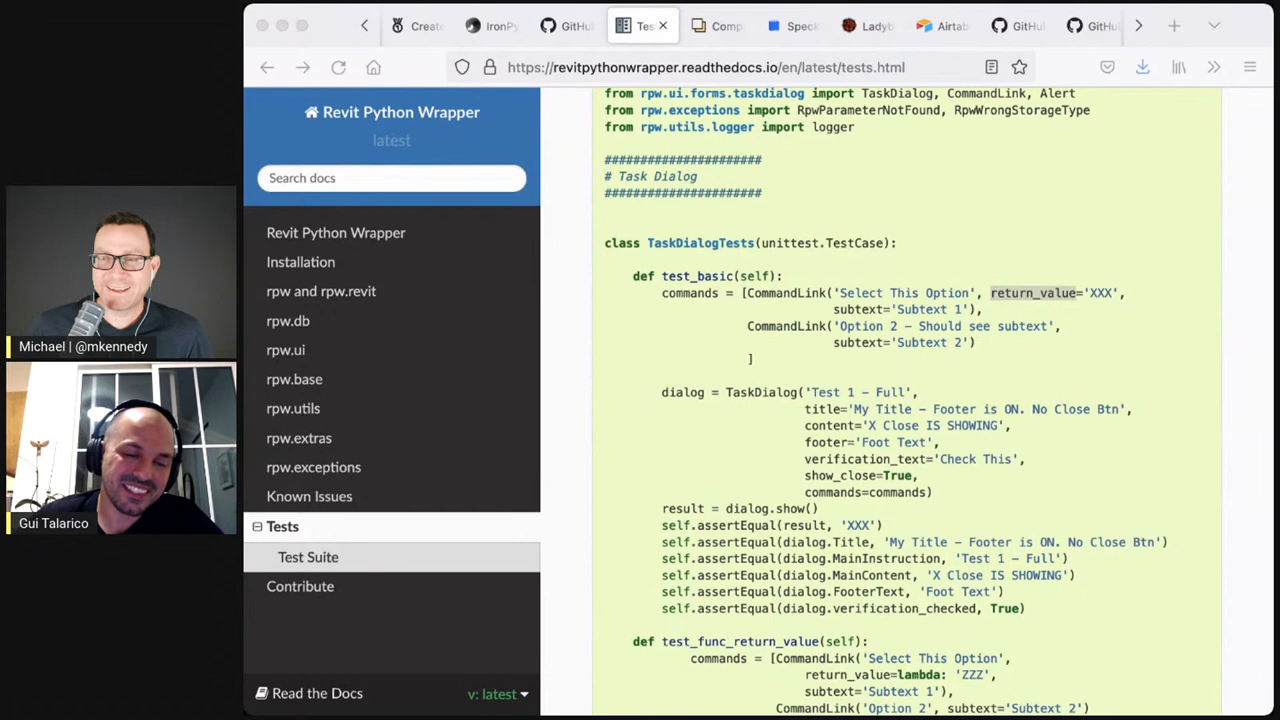 Create
IronPy
GitHu
Tes
Comp
Speck
Ladyb
Airtab
GitHu
GitHu
https://revitpythonwrapper.readthedocs.io/en/latest/tests.html
Revit Python Wrapper
latest
Search docs
Revit Python Wrapper
Installation
rpw and rpw.revit
rpw.db
rpw.ui
rpw.base
rpw.utils
rpw.extras
rpw.exceptions
Known Issues
Tests
Test Suite
Contribute
Read the Docs
v: latest
from rpw.ui.forms.taskdialog import TaskDialog, CommandLink, Alert
from rpw.exceptions import RpwParameterNotFound, RpwWrongStorageType
from rpw.utils.logger import logger
######################
# Task Dialog
######################
class TaskDialogTests(unittest.TestCase):
def test_basic(self):
commands = [CommandLink('Select This Option', return_value='XXX',
subtext='Subtext 1'),
CommandLink('Option 2 – Should see subtext',
subtext='Subtext 2')
]
dialog = TaskDialog('Test 1 – Full',
title='My Title – Footer is ON. No Close Btn',
content='X Close IS SHOWING',
footer='Foot Text',
verification_text='Check This',
show_close=True,
commands=commands)
result = dialog.show()
self.assertEqual(result, 'XXX')
self.assertEqual(dialog.Title, 'My Title – Footer is ON. No Close Btn')
self.assertEqual(dialog.MainInstruction, 'Test 1 – Full')
self.assertEqual(dialog.MainContent, 'X Close IS SHOWING')
self.assertEqual(dialog.FooterText, 'Foot Text')
self.assertEqual(dialog.verification_checked, True)
def test_func_return_value(self):
commands = [CommandLink('Select This Option',
return_value=lambda: 'ZZZ',
subtext='Subtext 1'),
CommandLink('Option 2', subtext='Subtext 2')
Michael | @mkennedy
Gui Talarico